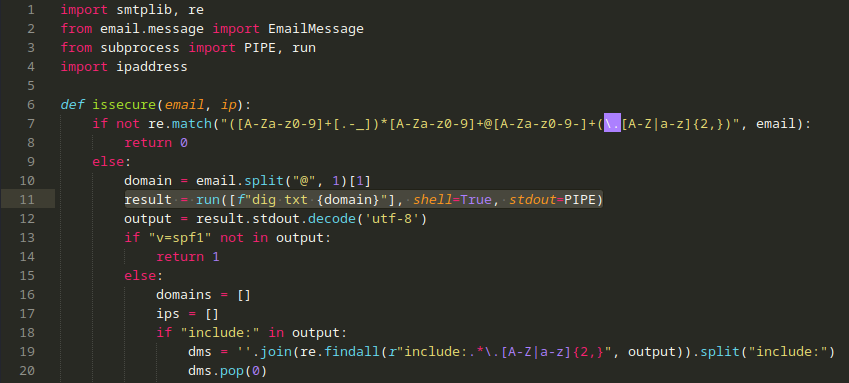 1 import smtplib, re
2 from email.message import EmailMessage
3 from subprocess import PIPE, run
4 import ipaddress
5
6 def issecure(email, ip):
7     if not re.match("([A-Za-z0-9]+[.-_])*[A-Za-z0-9]+@[A-Za-z0-9-]+(\.[A-Z|a-z]{2,})", email):
8         return 0
9     else:
10         domain = email.split("@", 1)[1]
11         result = run([f"dig txt {domain}"], shell=True, stdout=PIPE)
12         output = result.stdout.decode('utf-8')
13         if "v=spf1" not in output:
14             return 1
15         else:
16             domains = []
17             ips = []
18             if "include:" in output:
19                 dms = ''.join(re.findall(r"include:.*\.[A-Z|a-z]{2,}", output)).split("include:")
20                 dms.pop(0)